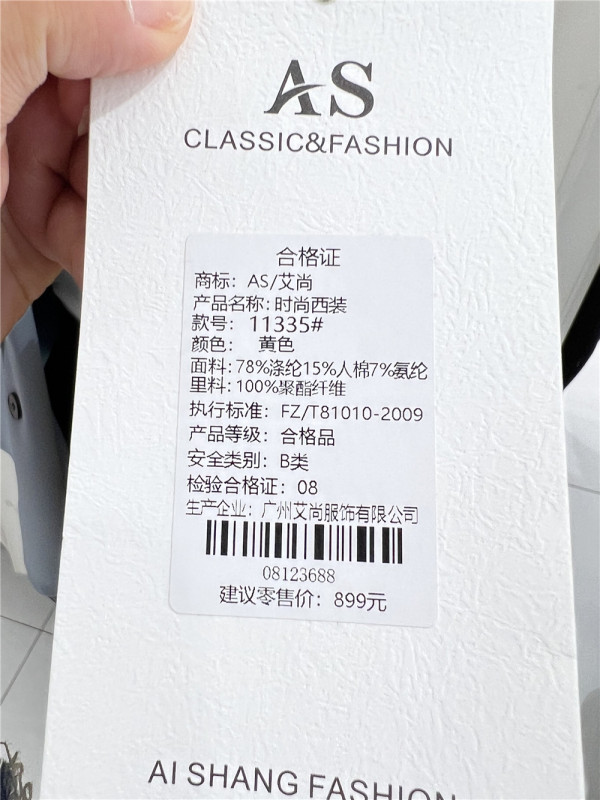 AS
CLASSIC&FASHION
合格证
商标：AS/艾尚
产品名称：时尚西装
款号：11335#
颜色：黄色
面料：78%涤纶15%人棉7%氨纶
里料：100%聚酯纤维
执行标准：FZ/T81010-2009
产品等级：合格品
安全类别：B类
检验合格证：08
生产企业：广州艾尚服饰有限公司
08123688
建议零售价：899元
AI SHANG FASHION